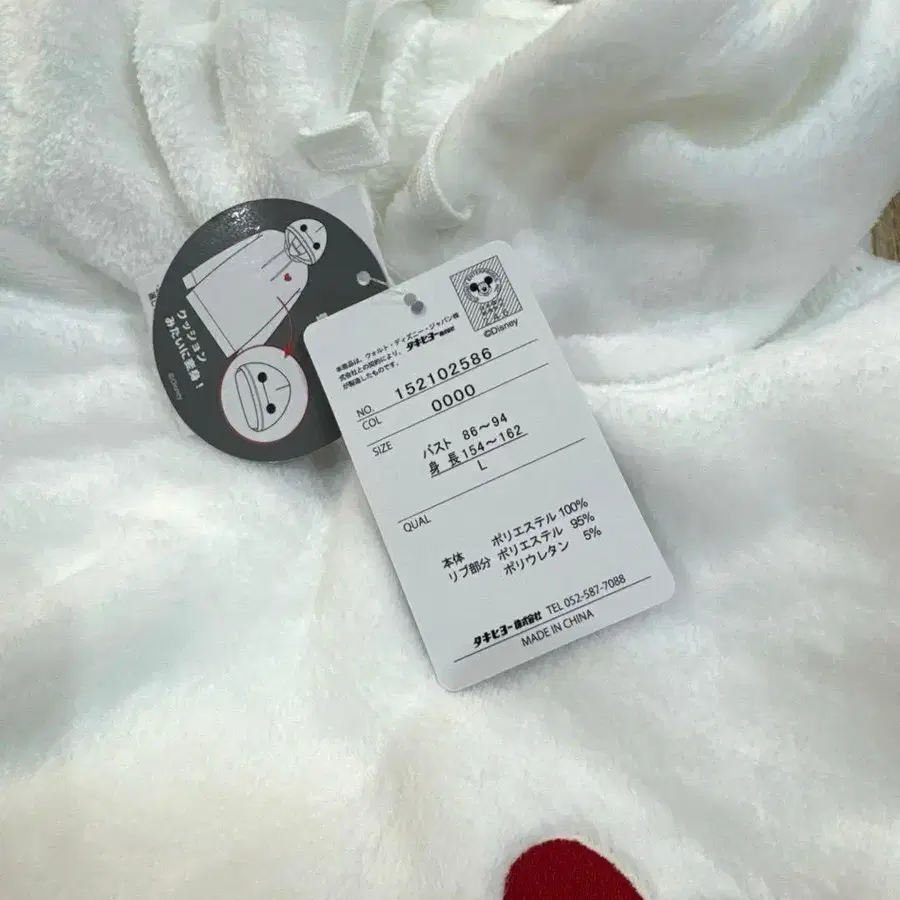 クッション
みたいに変身！
©Disney
©Disney
本商品は、ウォルト・ディズニー・ジャパン株
式会社との契約により、タキヒヨー株式会社
が製造したものです。
NO. 152102586
COL 0000
SIZE
バスト 86～94
身長 154～162
L
QUAL
本体 ポリエステル 100%
リブ部分 ポリエステル 95%
ポリウレタン 5%
タキヒヨー株式会社 TEL 052-587-7088
MADE IN CHINA